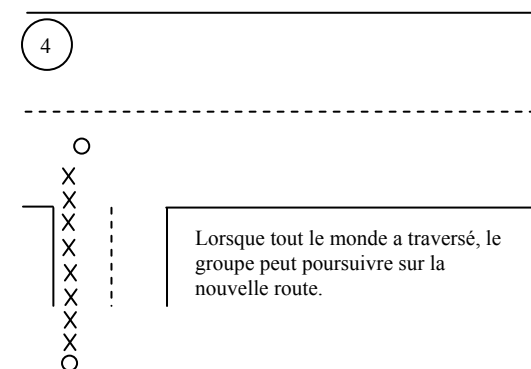 4
Lorsque tout le monde a traversé, le
groupe peut poursuivre sur la
nouvelle route.